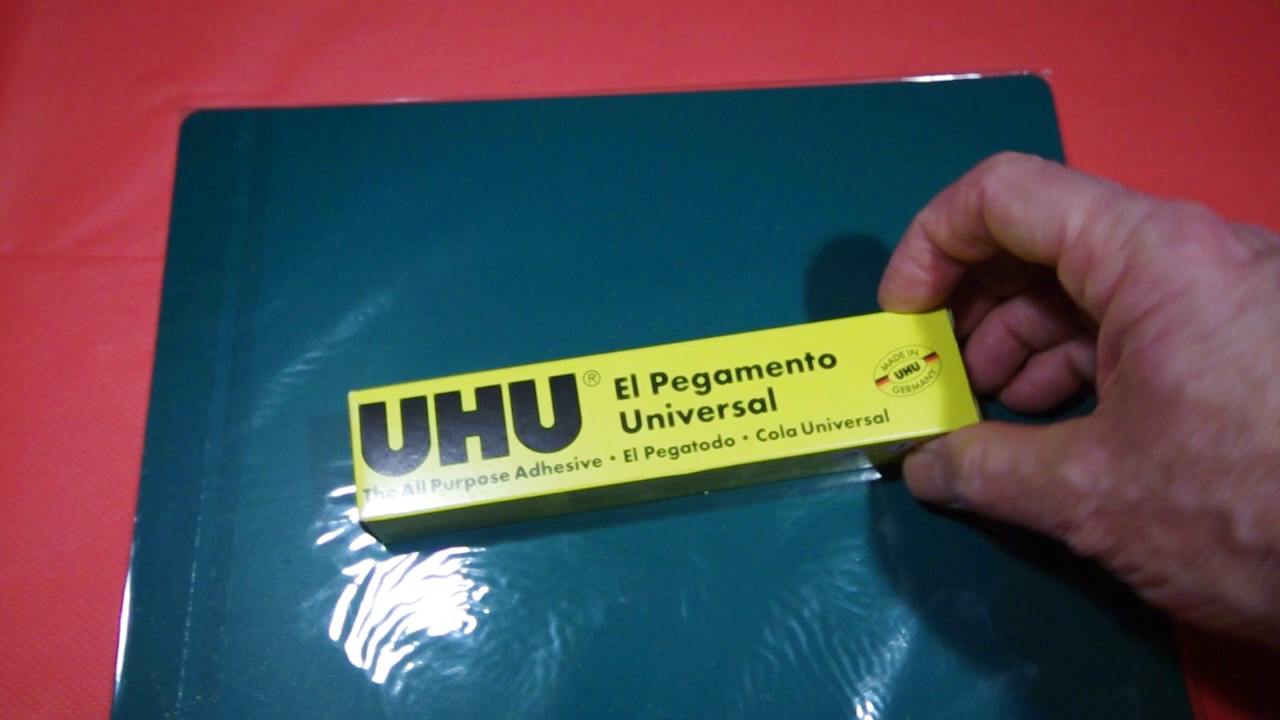 UHU®
El Pegamento
Universal
The All Purpose Adhesive • El Pegatodo • Cola Universal
MADE IN
UHU
GERMANY